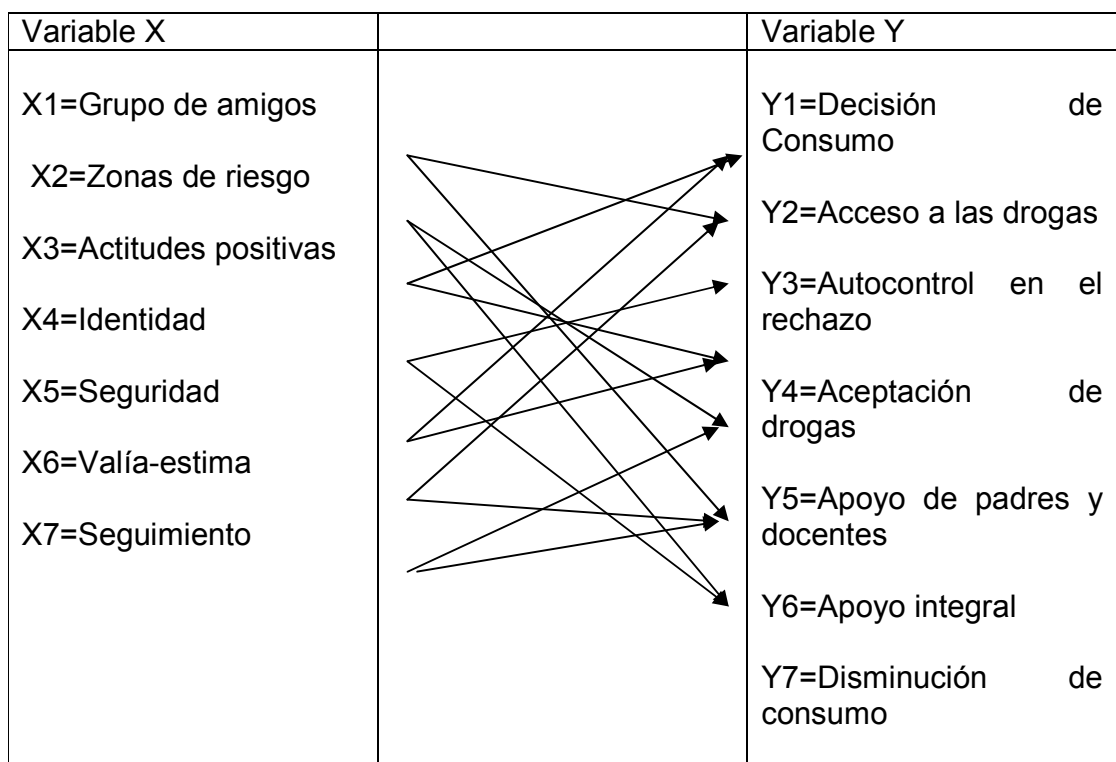 Variable X
Variable Y
X1=Grupo de amigos
X2=Zonas de riesgo
X3=Actitudes positivas
X4=Identidad
X5=Seguridad
X6=Valía-estima
X7=Seguimiento
Y1=Decisión de
Consumo
Y2=Acceso a las drogas
Y3=Autocontrol en el
rechazo
Y4=Aceptación de
drogas
Y5=Apoyo de padres y
docentes
Y6=Apoyo integral
Y7=Disminución de
consumo